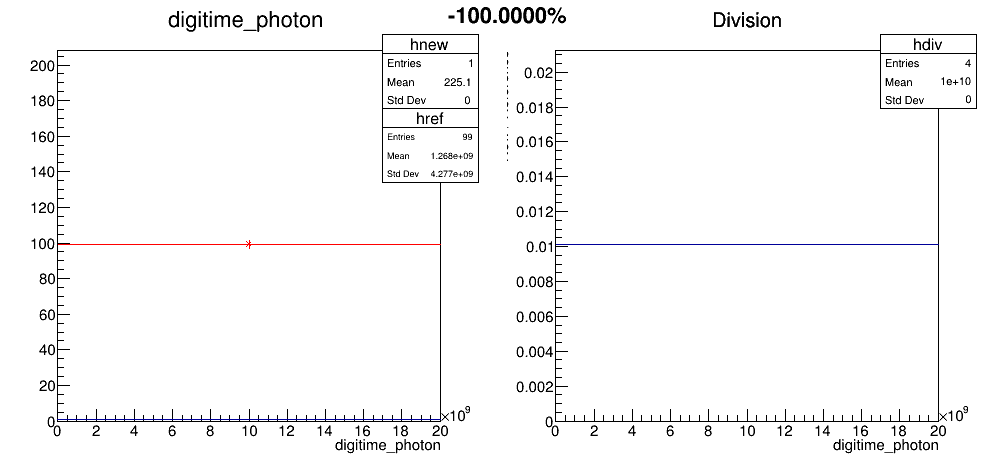 -100.0000%
digitime_photon
hnew
Entries 1
Mean 225.1
Std Dev 0
href
Entries 99
Mean 1.268e+09
Std Dev 4.277e+09
200
180
160
140
120
100
80
60
40
20
0
0 2 4 6 8 10 12 14 16 18 20
×10⁹
digitime_photon
Division
hdiv
Entries 4
Mean 1e+10
Std Dev 0
0.02
0.018
0.016
0.014
0.012
0.01
0.008
0.006
0.004
0.002
0
0 2 4 6 8 10 12 14 16 18 20
×10⁹
digitime_photon